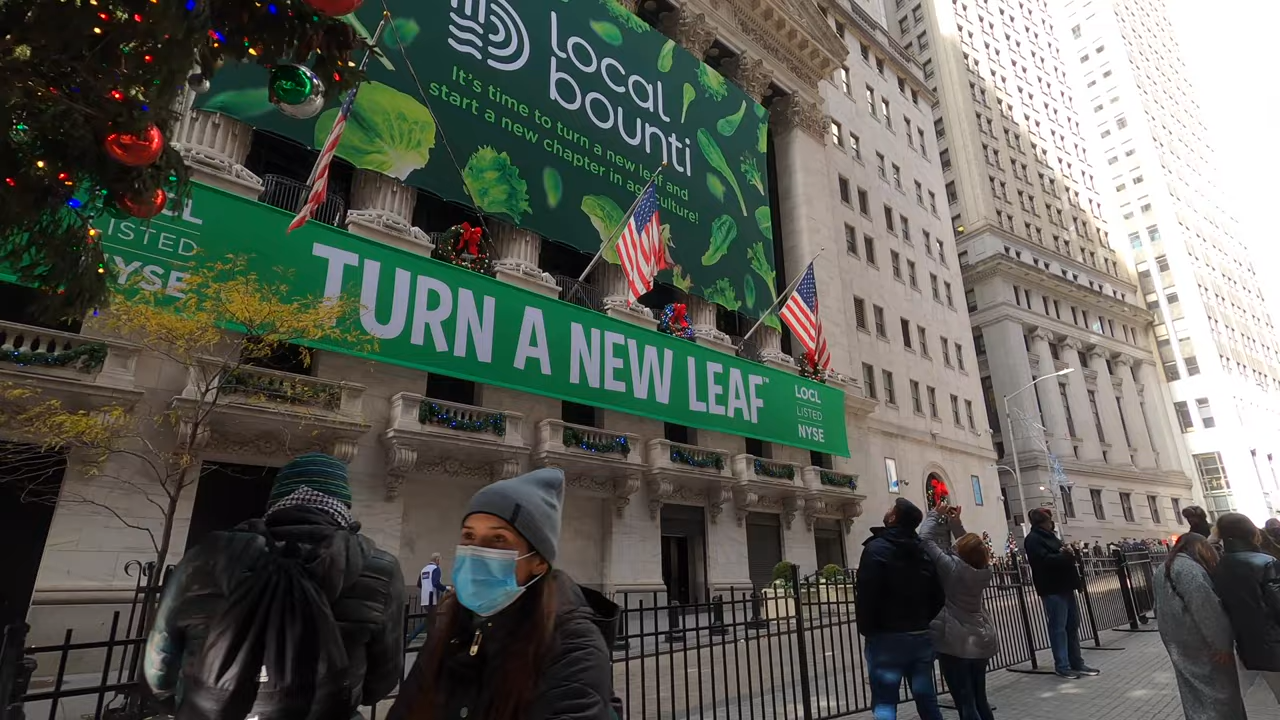 local
bounti
It's time to turn a new leaf and
start a new chapter in agriculture!
LOCL
LISTED
NYSE
TURN A NEW LEAF™
LOCL
LISTED
NYSE